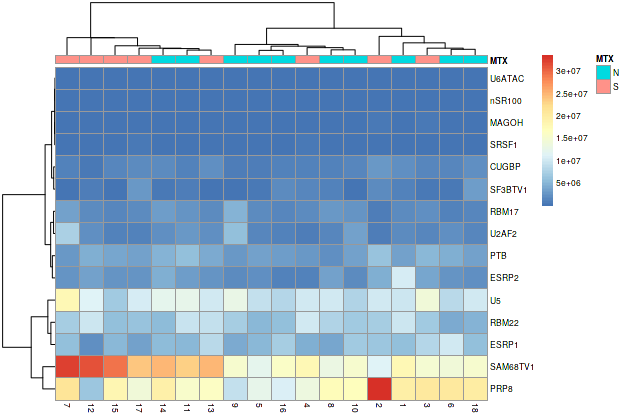 MTX
U6ATAC
nSR100
MAGOH
SRSF1
CUGBP
SF3BTV1
RBM17
U2AF2
PTB
ESRP2
U5
RBM22
ESRP1
SAM68TV1
PRP8
7 12 15 17 14 11 13 9 5 16 4 8 10 2 1 3 6 18
3e+07
2.5e+07
2e+07
1.5e+07
1e+07
5e+06
MTX
N
S